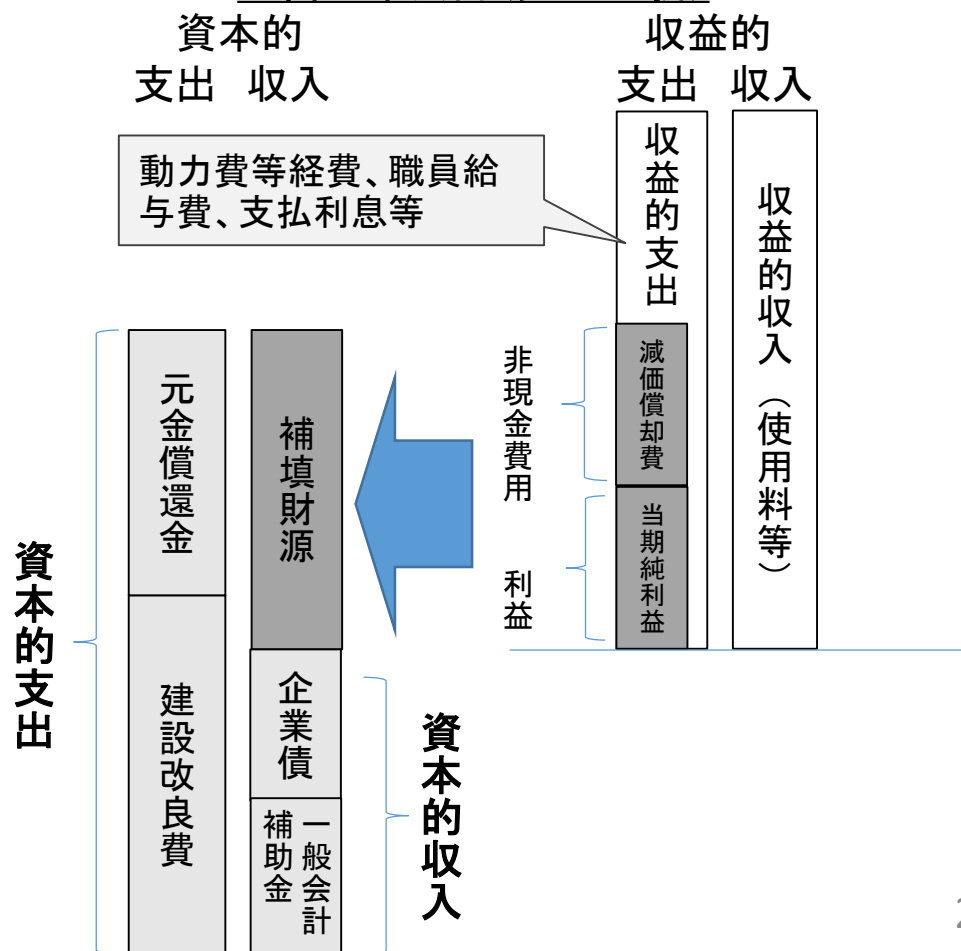 資本的
支出 収入
収益的
支出 収入
動力費等経費、職員給
与費、支払利息等
収益的支出
収益的収入（使用料等）
減価償却費
当期純利益
非現金費用
利益
元金償還金
補填財源
建設改良費
企業債
一般会計
補助金
資本的支出
資本的収入